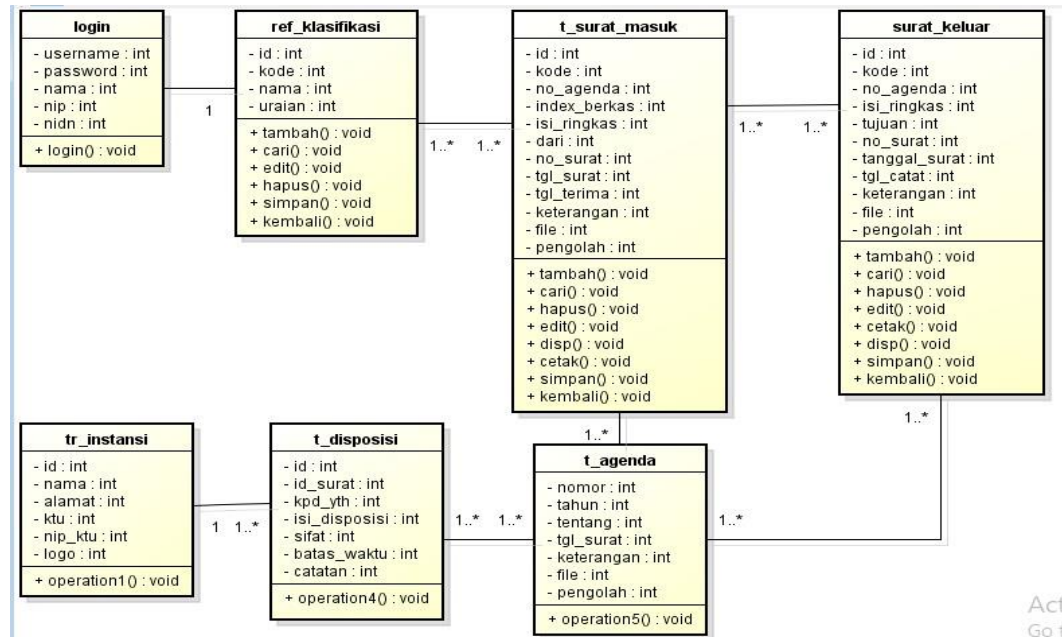 login
- username : int
- password : int
- nama : int
- nip : int
- nidn : int
+ login() : void
1
ref_klasifikasi
- id : int
- kode : int
- nama : int
- uraian : int
+ tambah() : void
+ cari() : void
+ edit() : void
+ hapus() : void
+ simpan() : void
+ kembali() : void
1..* 1..*
t_surat_masuk
- id : int
- kode : int
- no_agenda : int
- index_berkas : int
- isi_ringkas : int
- dari : int
- no_surat : int
- tgl_surat : int
- tgl_terima : int
- keterangan : int
- file : int
- pengolah : int
+ tambah() : void
+ cari() : void
+ hapus() : void
+ edit() : void
+ disp() : void
+ cetak() : void
+ simpan() : void
+ kembali() : void
1..* 1..*
surat_keluar
- id : int
- kode : int
- no_agenda : int
- isi_ringkas : int
- tujuan : int
- no_surat : int
- tanggal_surat : int
- tgl_catat : int
- keterangan : int
- file : int
- pengolah : int
+ tambah() : void
+ cari() : void
+ hapus() : void
+ edit() : void
+ cetak() : void
+ disp() : void
+ simpan() : void
+ kembali() : void
1..*
1..*
tr_instansi
- id : int
- nama : int
- alamat : int
- ktu : int
- nip_ktu : int
- logo : int
+ operation1() : void
1 1..*
t_disposisi
- id : int
- id_surat : int
- kpd_yth : int
- isi_disposisi : int
- sifat : int
- batas_waktu : int
- catatan : int
+ operation4() : void
1..* 1..*
t_agenda
- nomor : int
- tahun : int
- tentang : int
- tgl_surat : int
- keterangan : int
- file : int
- pengolah : int
+ operation5() : void
1..*
Act
Go t